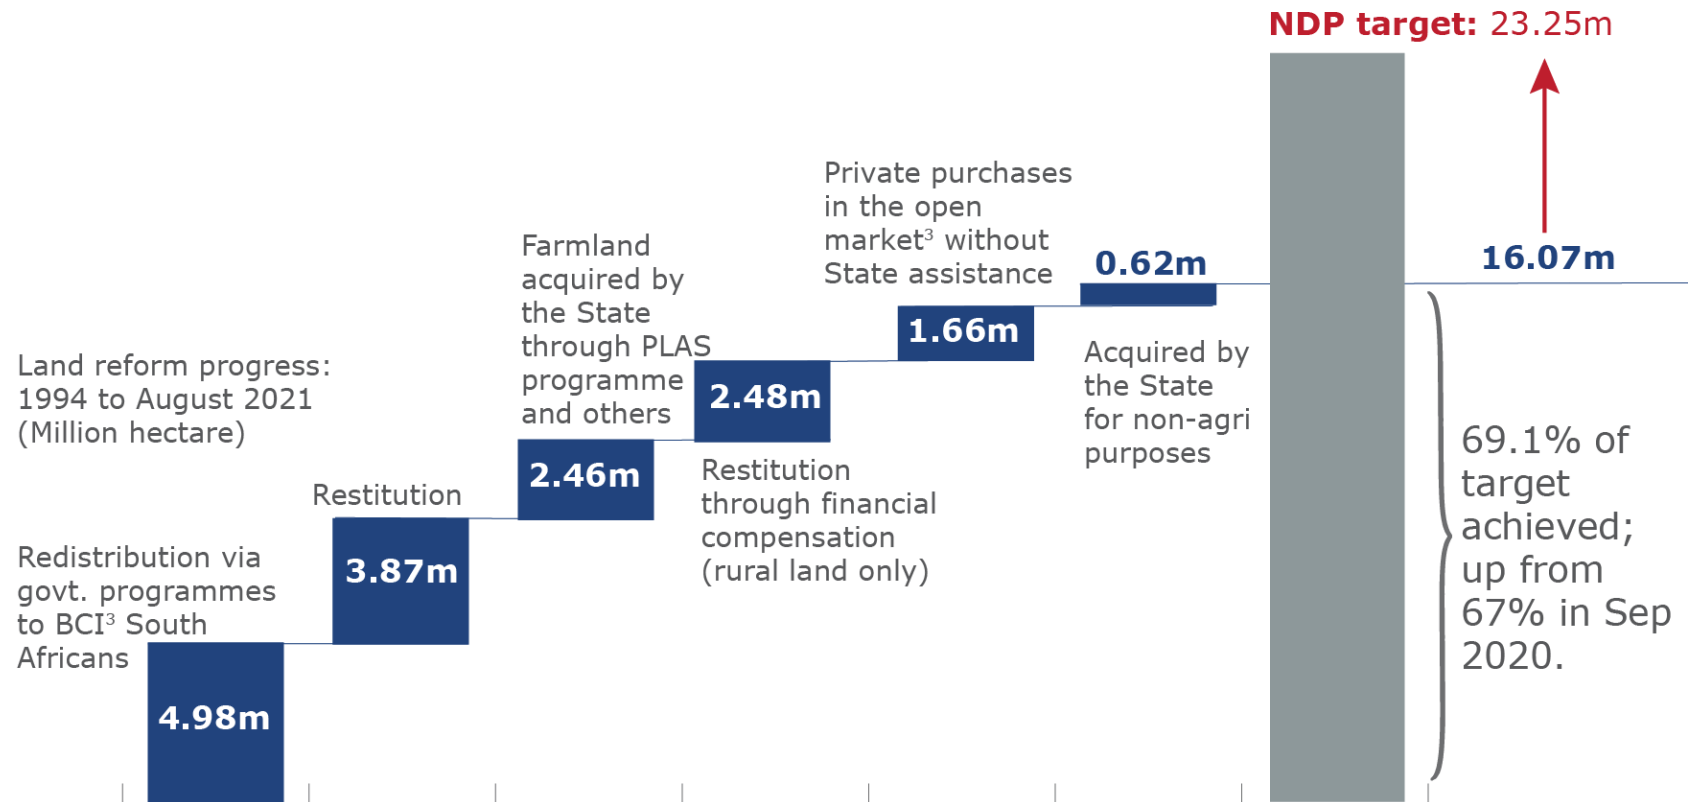 NDP target: 23.25m
Private purchases
in the open
market³ without
State assistance
Farmland
acquired by
the State
through PLAS
programme
and others
0.62m
16.07m
1.66m
Acquired by
the State
for non-agri
purposes
Land reform progress:
1994 to August 2021
(Million hectare)
2.48m
2.46m
Restitution
through financial
compensation
(rural land only)
69.1% of
target
achieved;
up from
67% in Sep
2020.
Restitution
3.87m
Redistribution via
govt. programmes
to BCI³ South
Africans
4.98m